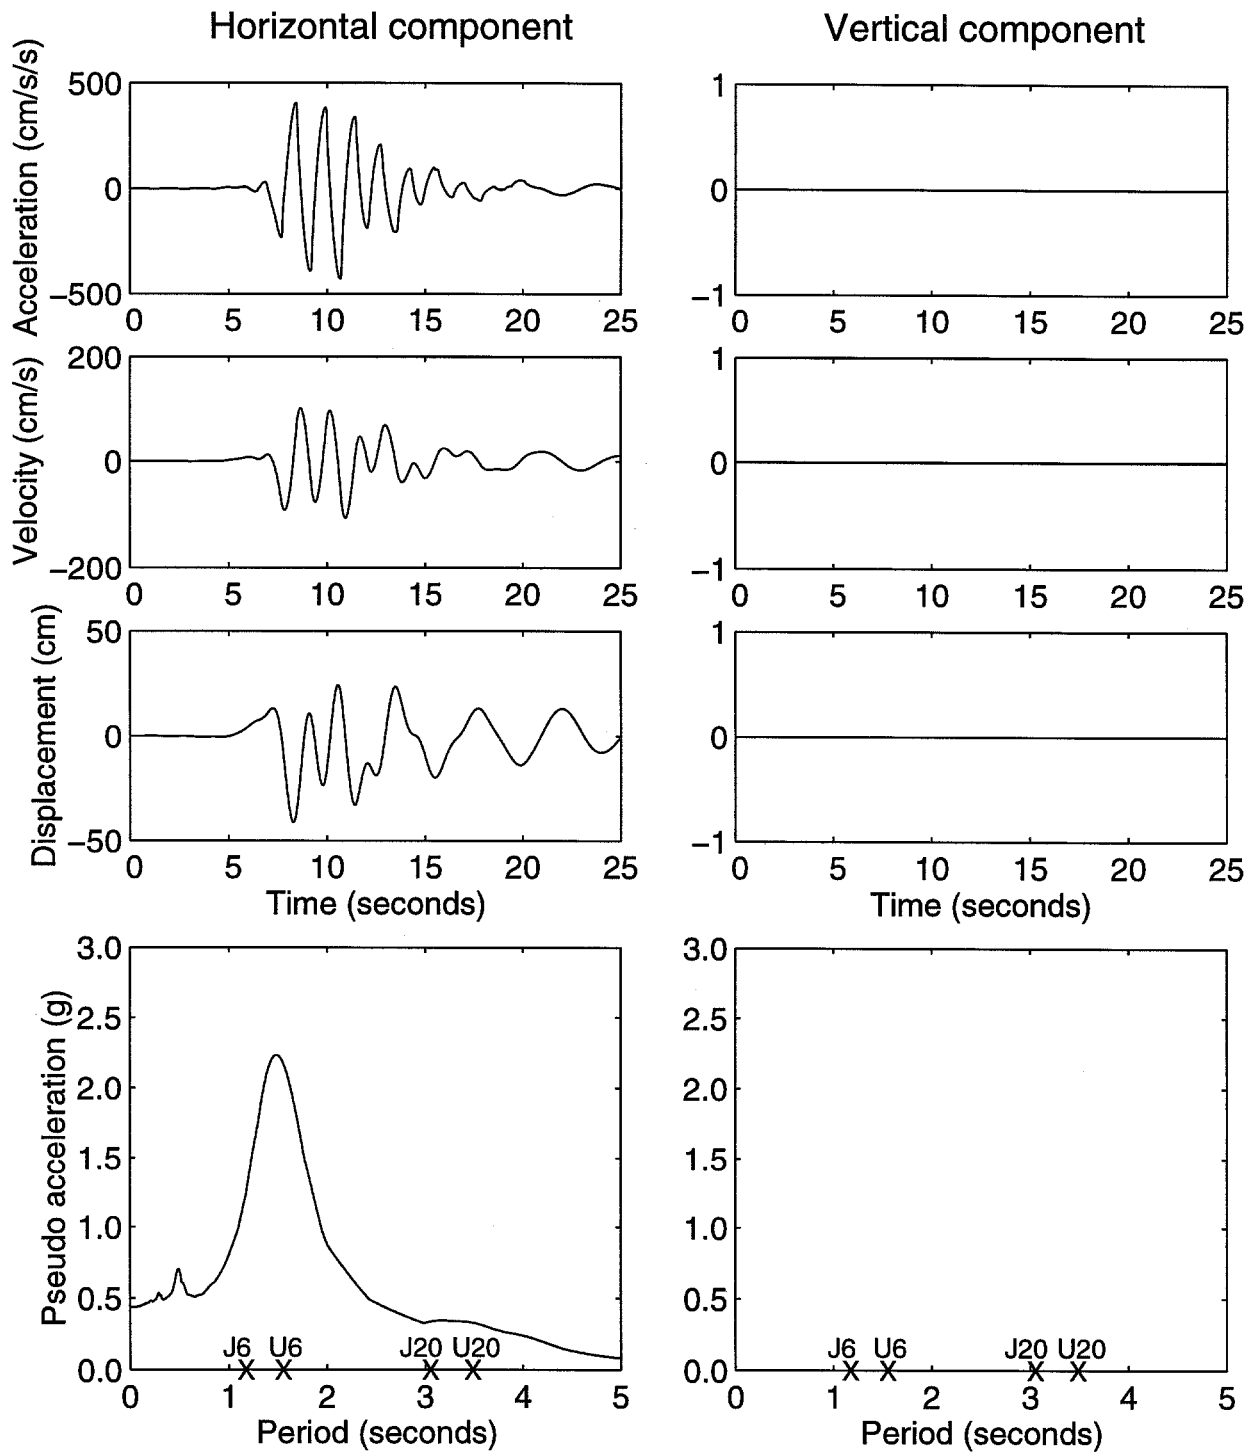 Horizontal component
Vertical component
Acceleration (cm/s/s)
500
0
−500
0 5 10 15 20 25
1
0
−1
0 5 10 15 20 25
Velocity (cm/s)
200
0
−200
0 5 10 15 20 25
1
0
−1
0 5 10 15 20 25
Displacement (cm)
50
0
−50
0 5 10 15 20 25
Time (seconds)
1
0
−1
0 5 10 15 20 25
Time (seconds)
Pseudo acceleration (g)
3.0
2.5
2.0
1.5
1.0
0.5
0.0
J6 U6 J20 U20
0 1 2 3 4 5
Period (seconds)
3.0
2.5
2.0
1.5
1.0
0.5
0.0
J6 U6 J20 U20
0 1 2 3 4 5
Period (seconds)